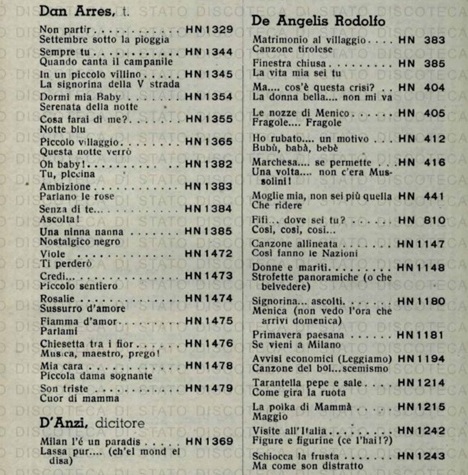 Dan Arres, t.
Non partir. . . . . . . . . . HN 1329
Settembre sotto la pioggia
Sempre tu . . . . . . . . . . HN 1344
Quando canta il campanile
In un piccolo villino. . . . . HN 1345
La signorina della V strada
Dormi mia Baby . . . . . . HN 1354
Serenata della notte
Cosa farai di me?. . . . . HN 1355
Notte blu
Piccolo villaggio. . . . . . HN 1365
Questa notte verrò
Oh baby!. . . . . . . . . . . HN 1382
Tu, piccina
Ambizione . . . . . . . . . . HN 1383
Parlano le rose
Senza di te... . . . . . . . . HN 1384
Ascolta!
Una ninna nanna . . . . . HN 1385
Nostalgico negro
Viole . . . . . . . . . . . . . HN 1472
Ti perderò
Credi... . . . . . . . . . . . HN 1473
Piccolo sentiero
Rosalie . . . . . . . . . . . . HN 1474
Sussurro d'amore
Fiamma d'amor. . . . . . . HN 1475
Parlami
Chiesetta tra i fior. . . . . HN 1476
Musica, maestro, prego!
Mia cara . . . . . . . . . . . HN 1478
Piccola dama sognante
Son triste . . . . . . . . . . HN 1479
Cuor di mamma
D'Anzi, dicitore
Milan l'é un paradis . . . . HN 1369
Lassa pur.... (ch'el mond el
disa)
De Angelis Rodolfo
Matrimonio al villaggio. . . . HN 383
Canzone tirolese
Finestra chiusa. . . . . . . . HN 385
La vita mia sei tu
Ma.... cos'è questa crisi? . . HN 404
La donna bella.... non mi va
Le nozze di Menico. . . . . HN 405
Fragole.... Fragole
Ho rubato.... un motivo . . . HN 412
Bubù, babà, bebè
Marchesa.... se permette . . . HN 416
Una volta.... non c'era Mus-
solini!
Moglie mia, non sei più quella HN 441
Che ridere
Fifì... dove sei tu? . . . . . HN 810
Così, così, così...
Canzone allineata . . . . . . HN 1147
Così fanno le Nazioni
Donne e mariti. . . . . . . . HN 1148
Strofette panoramiche (o che
belvedere)
Signorina... ascolti. . . . . . HN 1180
Menica (non vedo l'ora che
arrivi domenica)
Primavera paesana . . . . . HN 1181
Se vieni a Milano
Avvisi economici (Leggiamo) HN 1194
Canzone del bol...scemismo
Tarantella pepe e sale. . . . HN 1214
Come gira la ruota
La polka di Mammà . . . . . HN 1215
Maggio
Visite all'Italia . . . . . . . . HN 1242
Figure e figurine (ce l'hai!?)
Schiocca la frusta . . . . . . HN 1243
Ma come son distratto